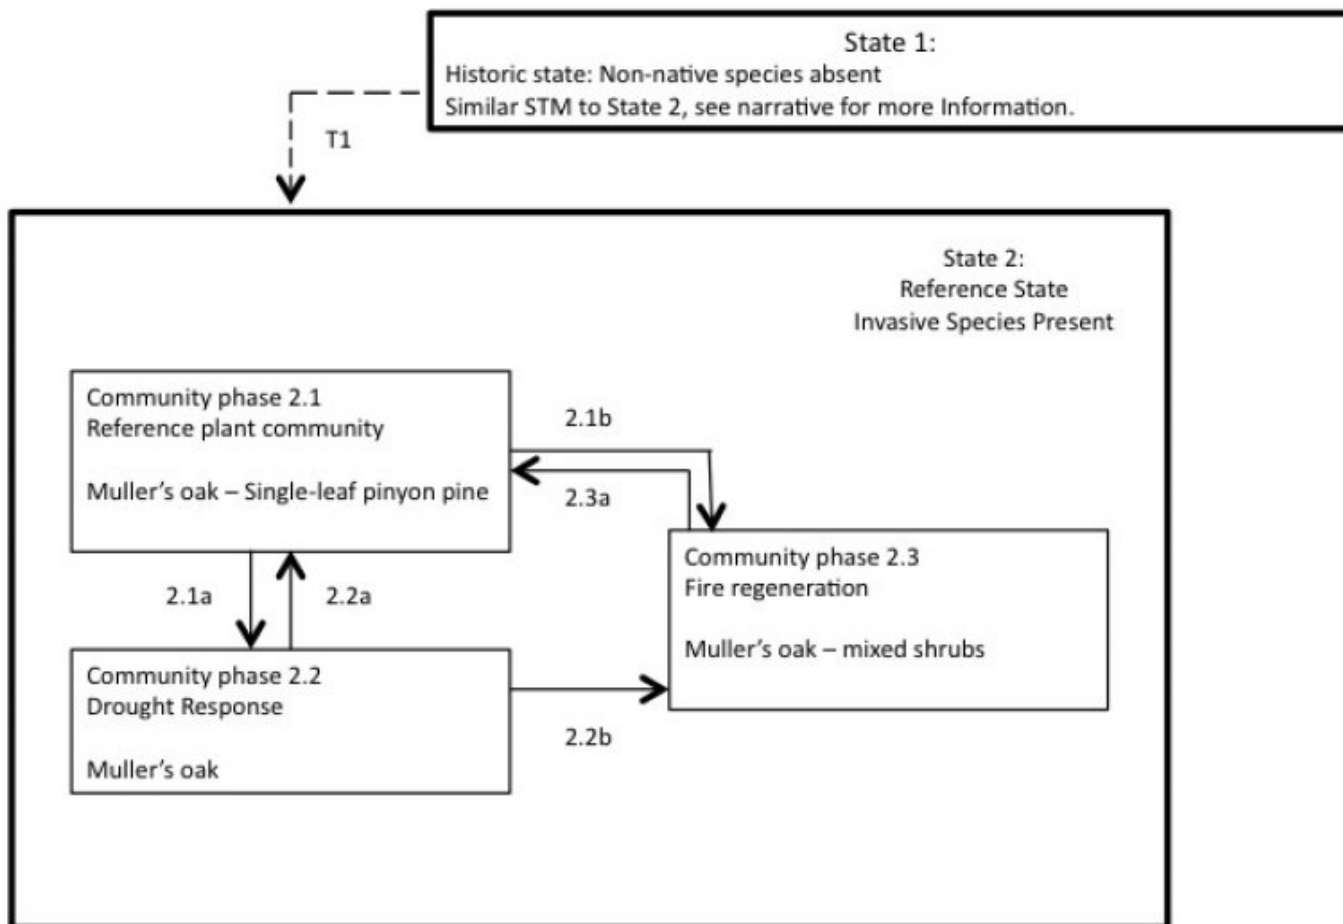 State 1:
Historic state: Non-native species absent
Similar STM to State 2, see narrative for more Information.
T1
State 2:
Reference State
Invasive Species Present
Community phase 2.1
Reference plant community
Muller’s oak – Single-leaf pinyon pine
2.1b
2.3a
2.1a
2.2a
Community phase 2.3
Fire regeneration
Muller’s oak – mixed shrubs
Community phase 2.2
Drought Response
Muller’s oak
2.2b